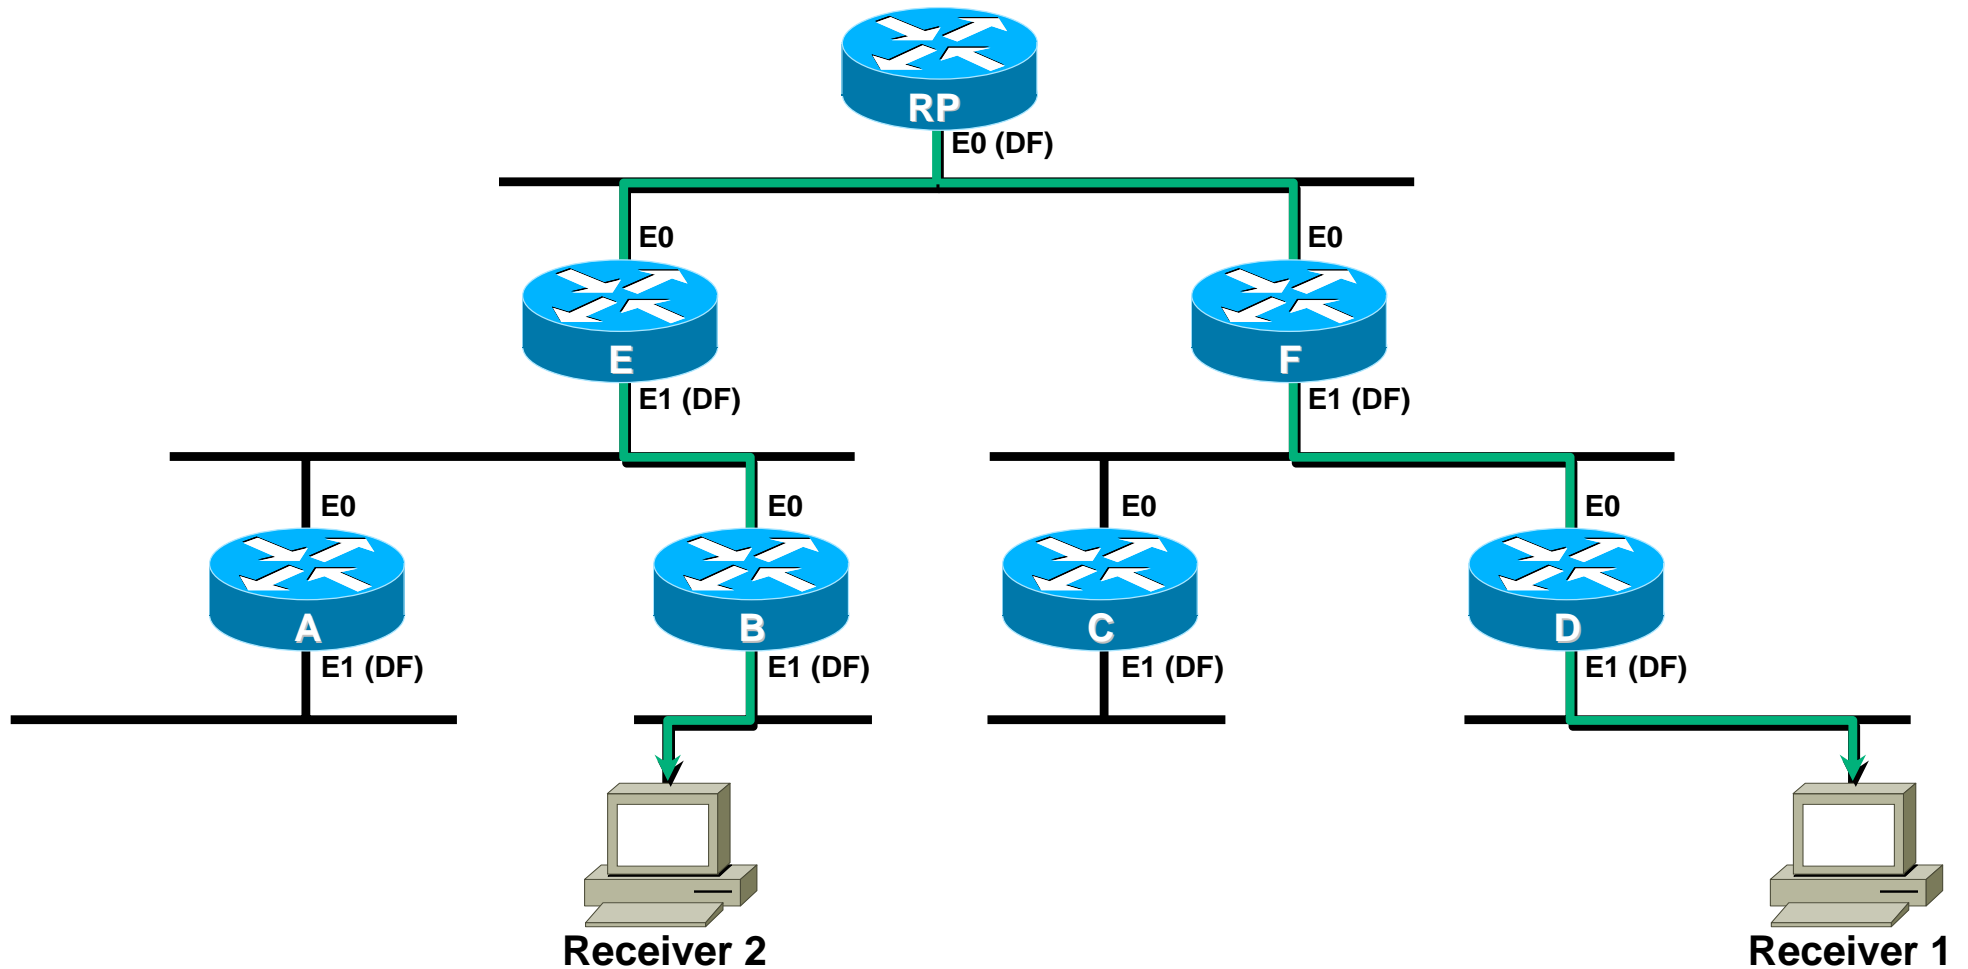 RP
E0 (DF)
E0
E0
E
F
E1 (DF)
E1 (DF)
E0
E0
E0
E0
A
B
C
D
E1 (DF)
E1 (DF)
E1 (DF)
E1 (DF)
Receiver 2
Receiver 1